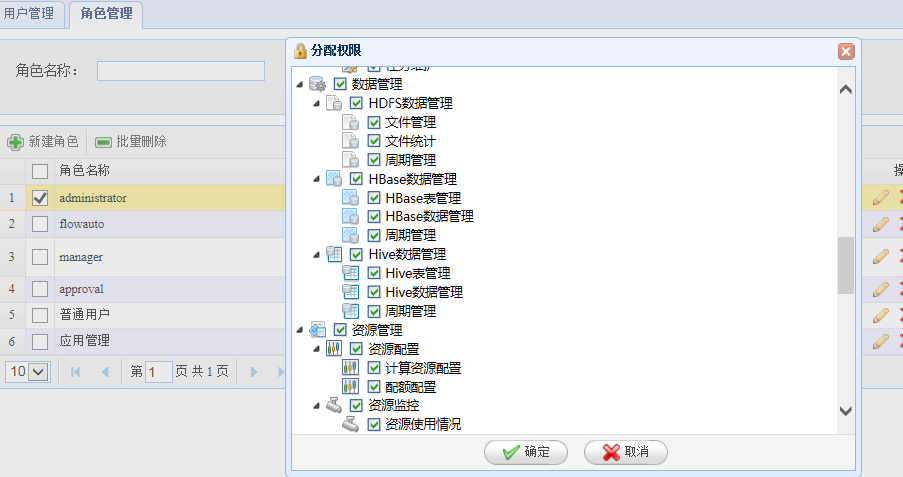 用户管理 角色管理
分配权限
角色名称：
任务维护
数据管理
HDFS数据管理
文件管理
文件统计
周期管理
HBase数据管理
HBase表管理
HBase数据管理
周期管理
Hive数据管理
Hive表管理
Hive数据管理
周期管理
资源管理
资源配置
计算资源配置
配额配置
资源监控
资源使用情况
确定 取消
新建角色 批量删除
角色名称
1 administrator
2 flowauto
3 manager
4 approval
5 普通用户
6 应用管理
10 第 1 页 共 1 页